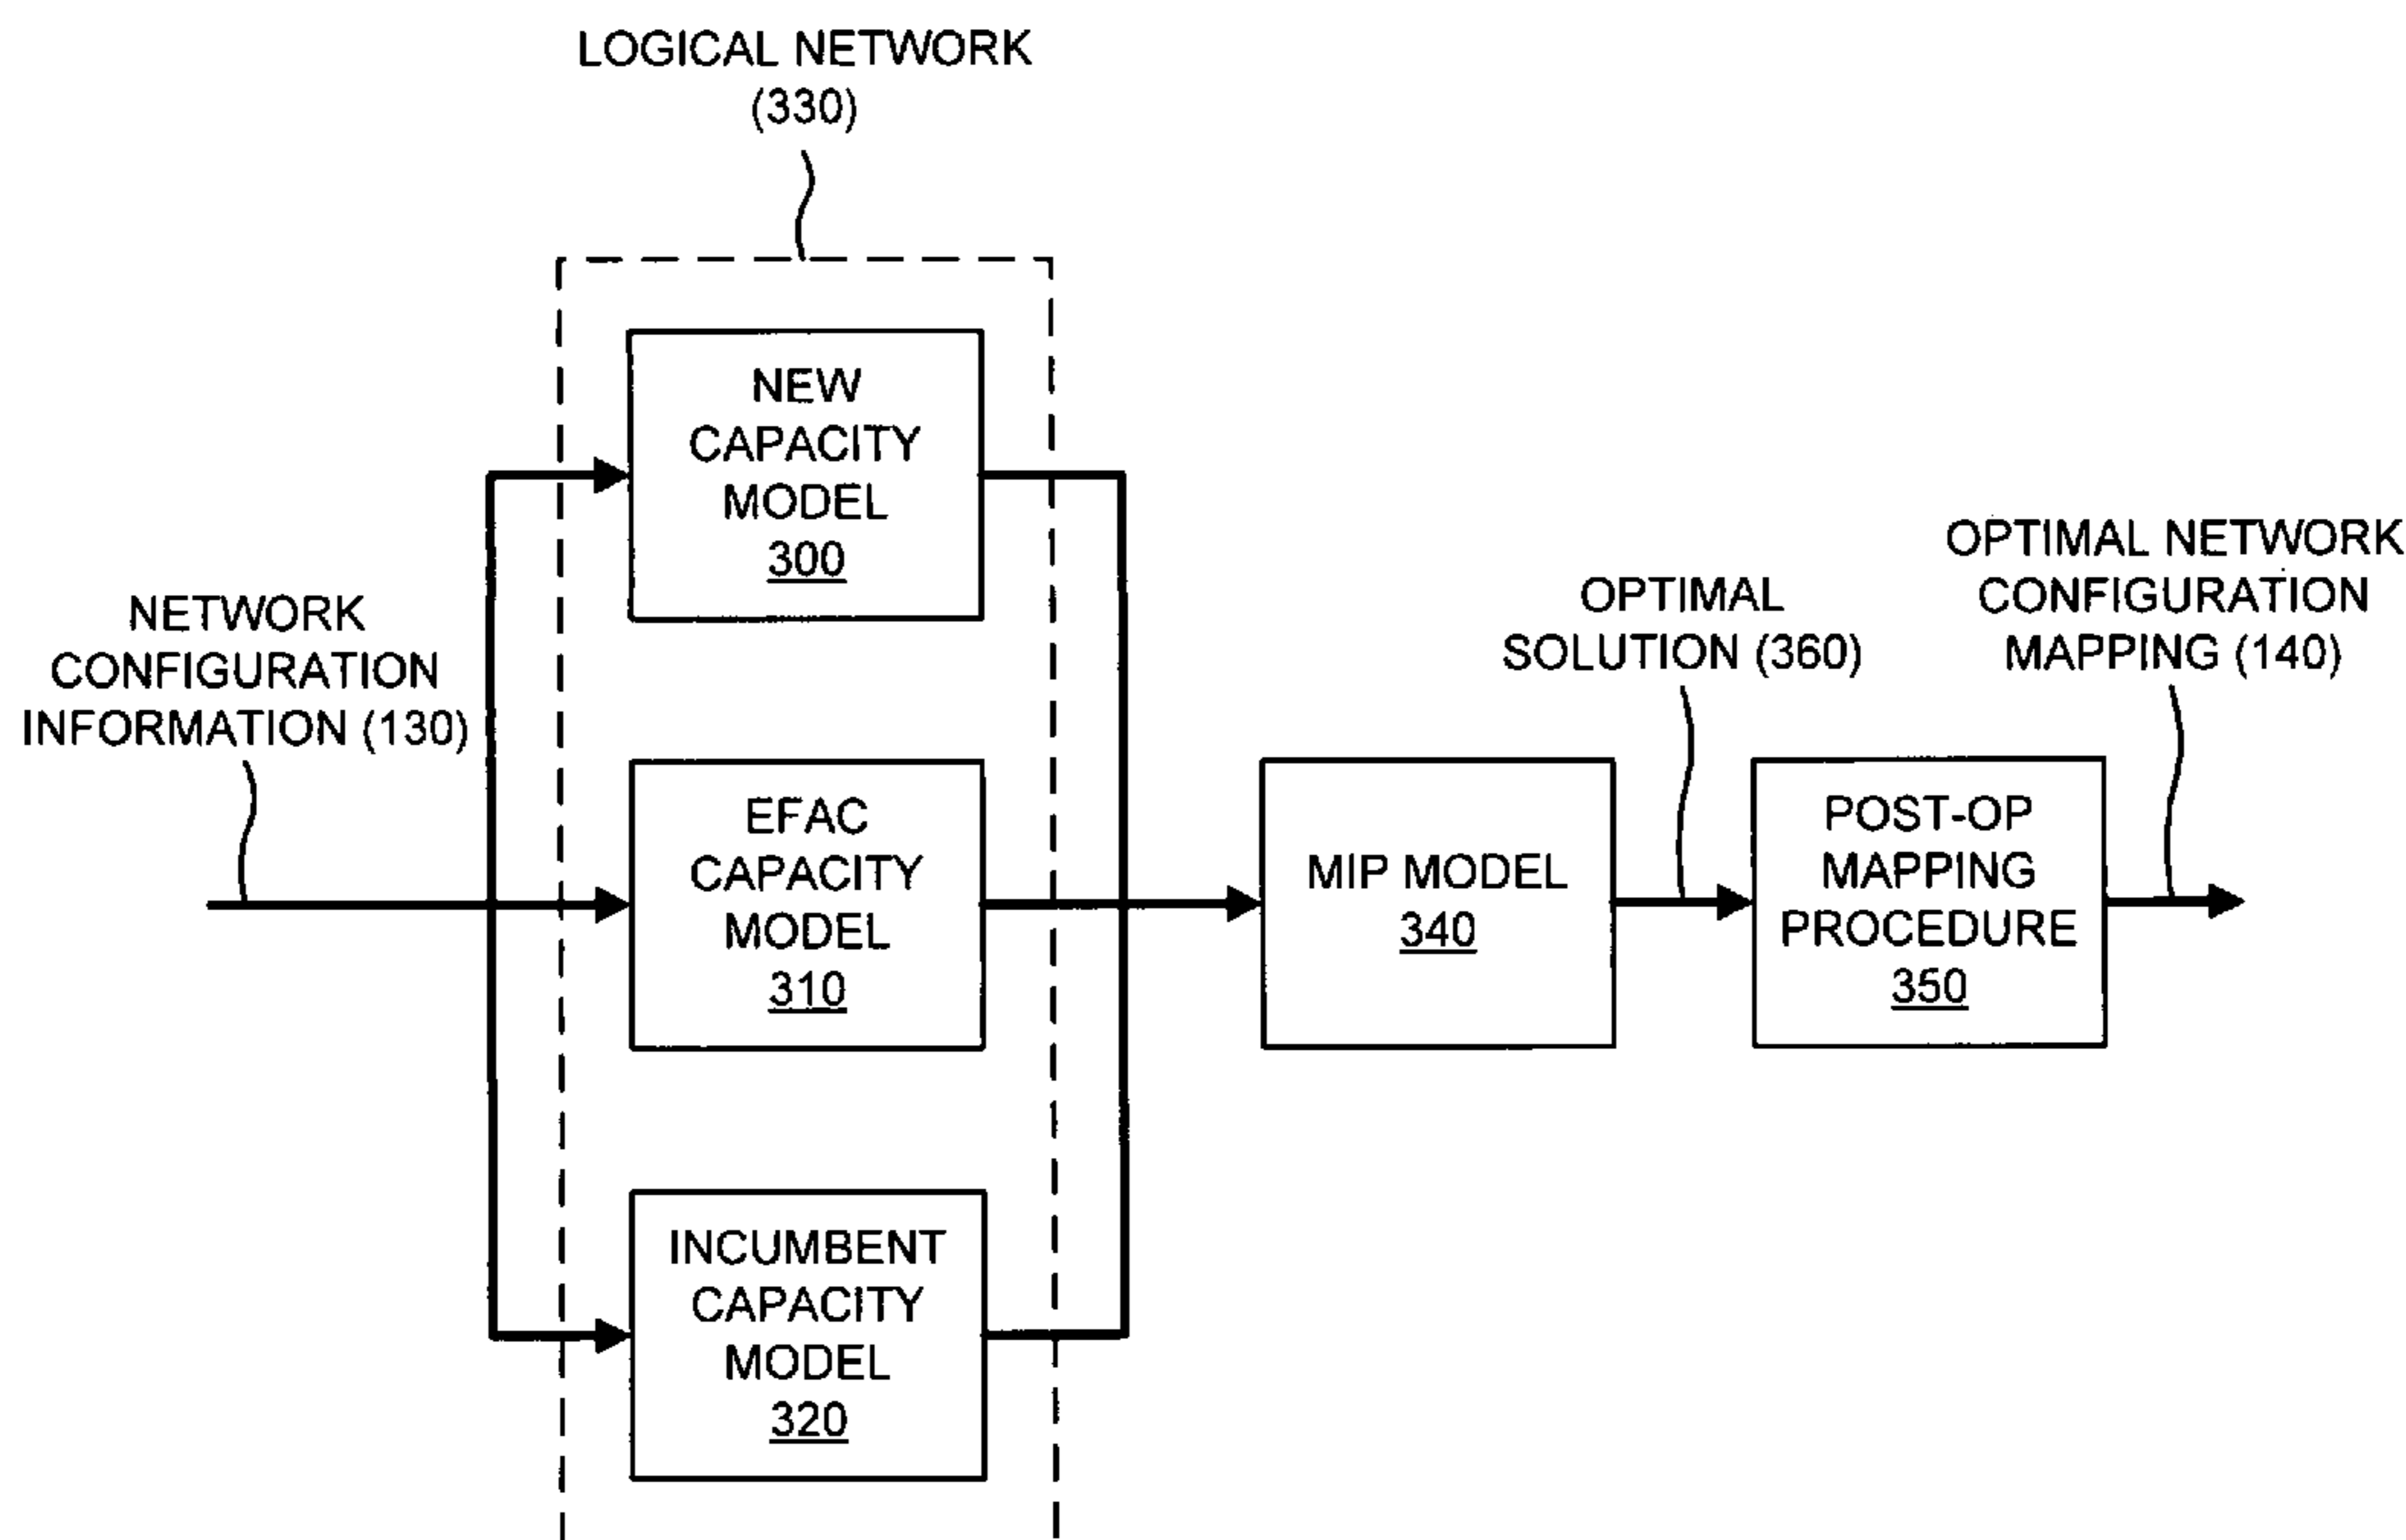 LOGICAL NETWORK
(330)
NEW
CAPACITY
MODEL
300
NETWORK
CONFIGURATION
INFORMATION (130)
EFAC
CAPACITY
MODEL
310
INCUMBENT
CAPACITY
MODEL
320
MIP MODEL
340
OPTIMAL
SOLUTION (360)
POST-OP
MAPPING
PROCEDURE
350
OPTIMAL NETWORK
CONFIGURATION
MAPPING (140)